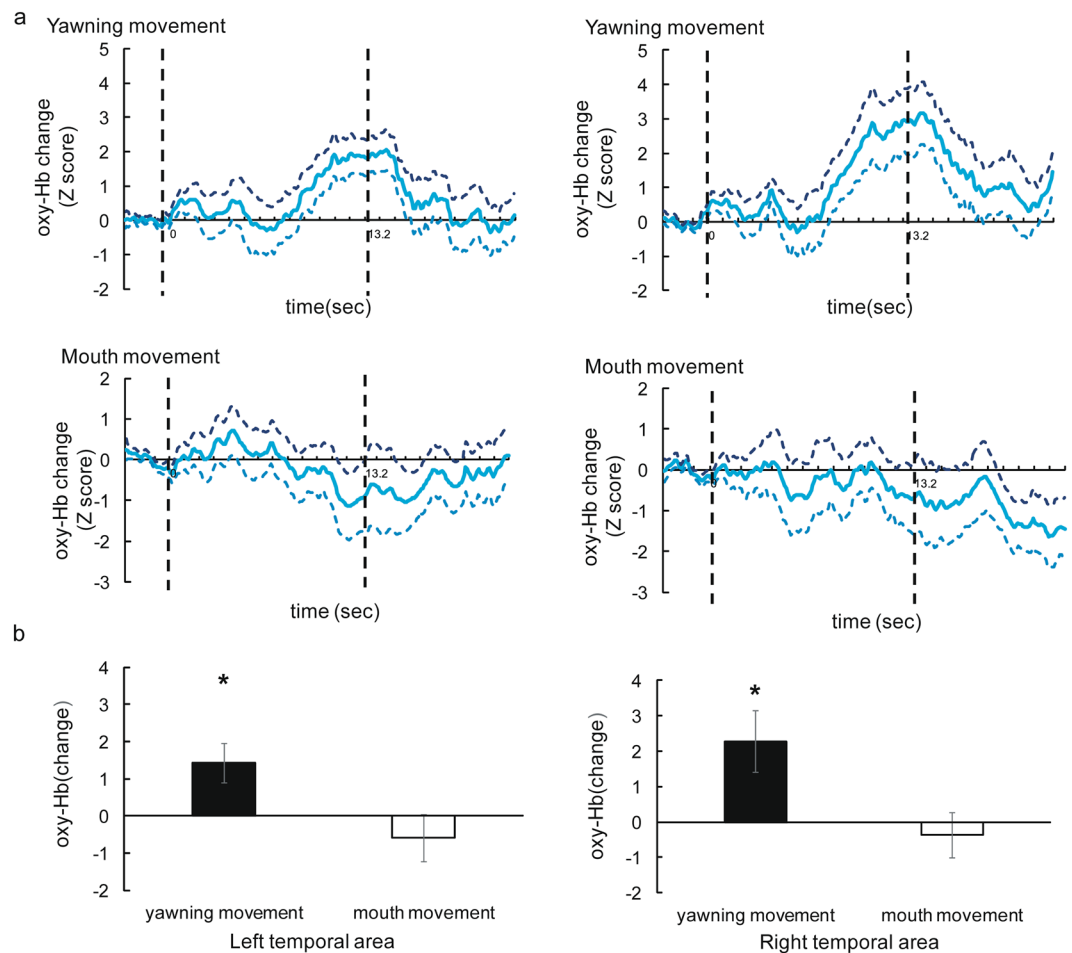 a
Yawning movement
5
4
3
2
1
0
-1
-2
oxy-Hb change
(Z score)
0
13.2
time(sec)
Yawning movement
5
4
3
2
1
0
-1
-2
oxy-Hb change
(Z score)
0
13.2
time(sec)
Mouth movement
2
1
0
-1
-2
-3
oxy-Hb change
(Z score)
0
13.2
time (sec)
Mouth movement
2
1
0
-1
-2
-3
oxy-Hb change
(Z score)
0
13.2
time (sec)
b
4
3
2
1
0
-1
-2
oxy-Hb(change)
*
yawning movement
mouth movement
Left temporal area
4
3
2
1
0
-1
-2
oxy-Hb(change)
*
yawning movement
mouth movement
Right temporal area